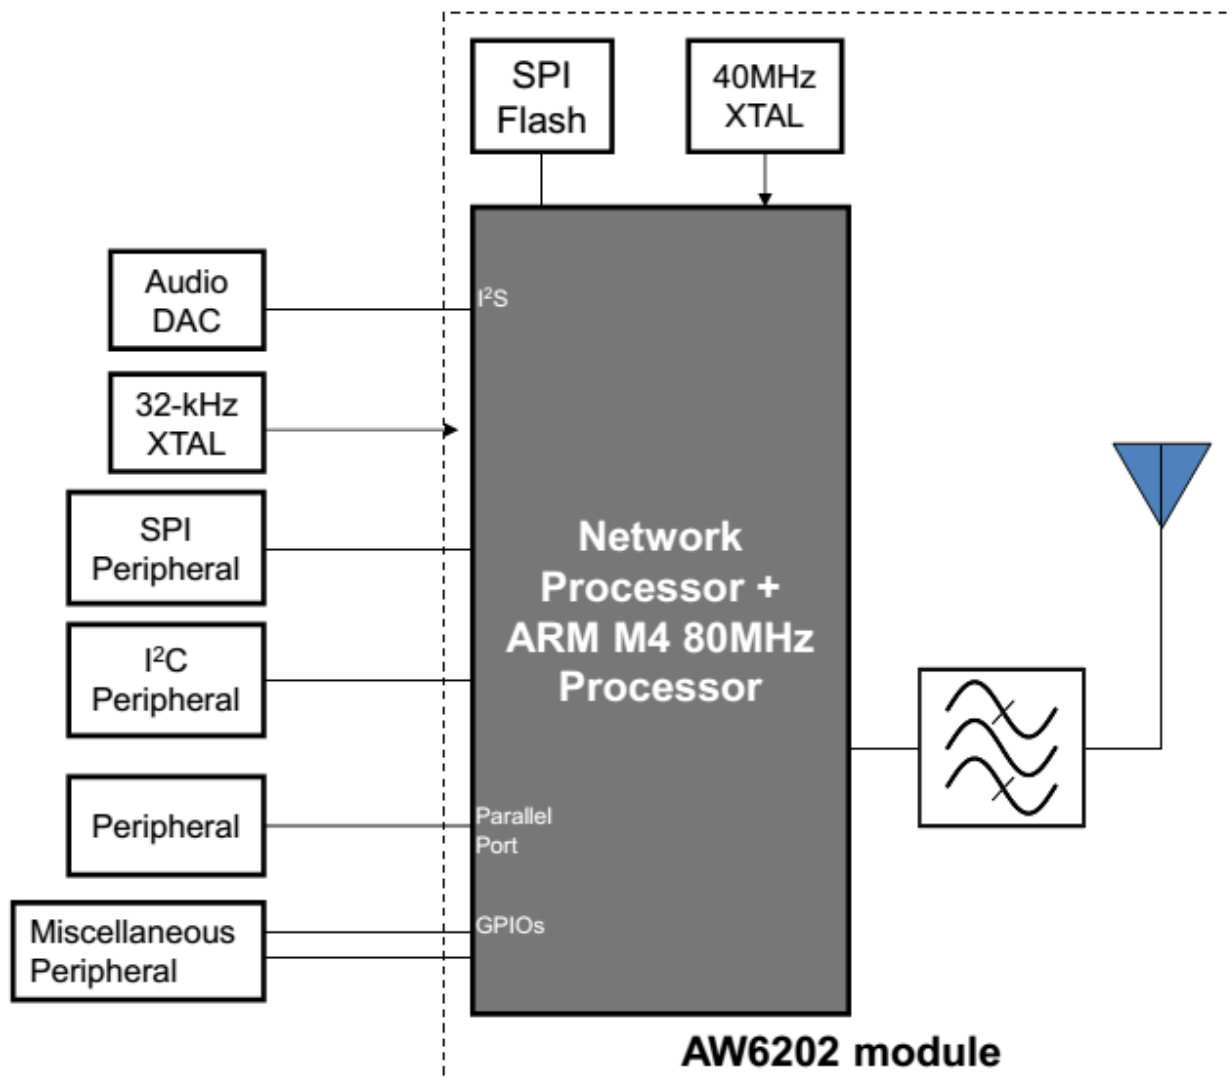 SPI
Flash
40MHz
XTAL
Audio
DAC
I²S
32-kHz
XTAL
SPI
Peripheral
Network
Processor +
ARM M4 80MHz
Processor
I²C
Peripheral
Peripheral
Parallel
Port
Miscellaneous
Peripheral
GPIOs
AW6202 module